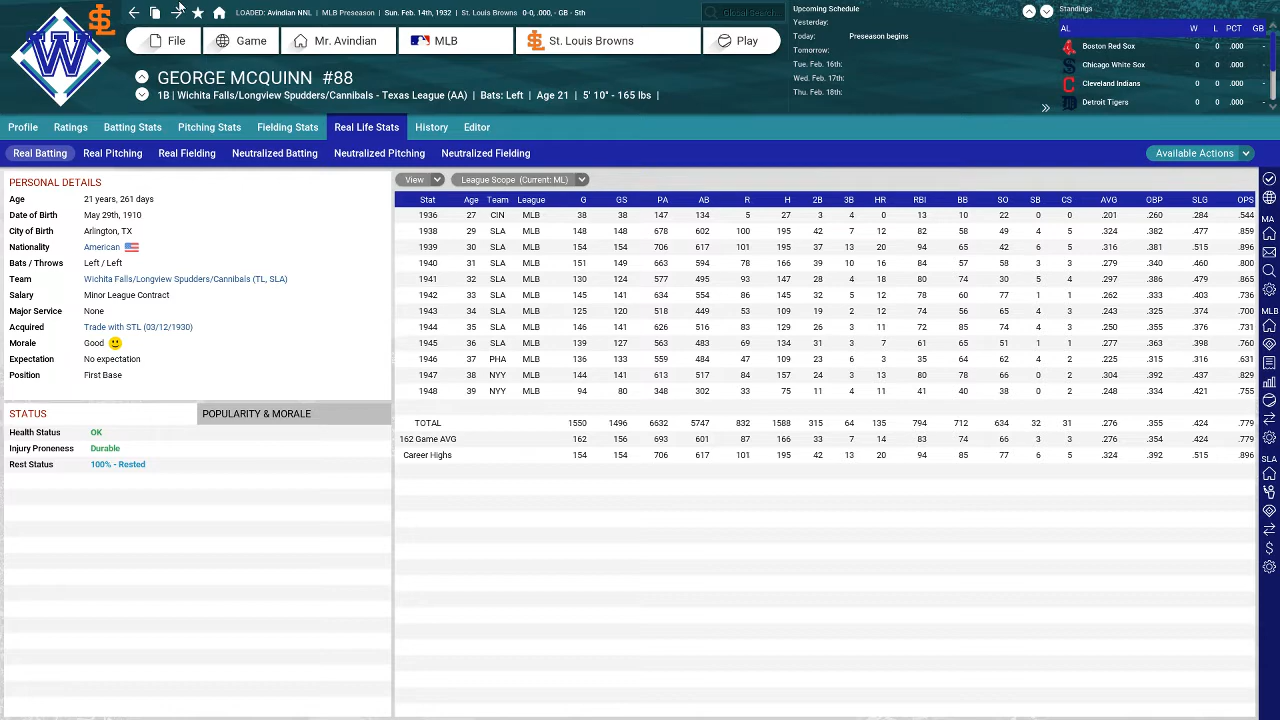 LOADED: Avindian NNL | MLB Preseason | Sun. Feb. 14th, 1932 | St. Louis Browns 0-0, .000, - GB - 5th
Global Search...
File Game Mr. Avindian MLB St. Louis Browns Play
GEORGE MCQUINN #88
1B | Wichita Falls/Longview Spudders/Cannibals - Texas League (AA) | Bats: Left | Age 21 | 5' 10" - 165 lbs |
Upcoming Schedule
Yesterday:
Today: Preseason begins
Tomorrow:
Tue. Feb. 16th:
Wed. Feb. 17th:
Thu. Feb. 18th:
Standings
AL W L PCT GB
Boston Red Sox 0 0 .000 -
Chicago White Sox 0 0 .000 -
Cleveland Indians 0 0 .000 -
Detroit Tigers 0 0 .000 -
Profile Ratings Batting Stats Pitching Stats Fielding Stats Real Life Stats History Editor
Real Batting Real Pitching Real Fielding Neutralized Batting Neutralized Pitching Neutralized Fielding Available Actions
PERSONAL DETAILS
Age 21 years, 261 days
Date of Birth May 29th, 1910
City of Birth Arlington, TX
Nationality American
Bats / Throws Left / Left
Team Wichita Falls/Longview Spudders/Cannibals (TL, SLA)
Salary Minor League Contract
Major Service None
Acquired Trade with STL (03/12/1930)
Morale Good
Expectation No expectation
Position First Base
STATUS POPULARITY & MORALE
Health Status OK
Injury Proneness Durable
Rest Status 100% - Rested
View League Scope (Current: ML)
Stat Age Team League G GS PA AB R H 2B 3B HR RBI BB SO SB CS AVG OBP SLG OPS
1936 27 CIN MLB 38 38 147 134 5 27 3 4 0 13 10 22 0 0 .201 .260 .284 .544
1938 29 SLA MLB 148 148 678 602 100 195 42 7 12 82 58 49 4 5 .324 .382 .477 .859
1939 30 SLA MLB 154 154 706 617 101 195 37 13 20 94 65 42 6 5 .316 .381 .515 .896
1940 31 SLA MLB 151 149 663 594 78 166 39 10 16 84 57 58 3 3 .279 .340 .460 .800
1941 32 SLA MLB 130 124 577 495 93 147 28 4 18 80 74 30 5 4 .297 .386 .479 .865
1942 33 SLA MLB 145 141 634 554 86 145 32 5 12 78 60 77 1 1 .262 .333 .403 .736
1943 34 SLA MLB 125 120 518 449 53 109 19 2 12 74 56 65 4 3 .243 .325 .374 .700
1944 35 SLA MLB 146 141 626 516 83 129 26 3 11 72 85 74 4 3 .250 .355 .376 .731
1945 36 SLA MLB 139 127 563 483 69 134 31 3 7 61 65 51 1 1 .277 .363 .398 .760
1946 37 PHA MLB 136 133 559 484 47 109 23 6 3 35 64 62 4 2 .225 .315 .316 .631
1947 38 NYY MLB 144 141 613 517 84 157 24 3 13 80 78 66 0 2 .304 .392 .437 .829
1948 39 NYY MLB 94 80 348 302 33 75 11 4 11 41 40 38 0 2 .248 .334 .421 .755
TOTAL 1550 1496 6632 5747 832 1588 315 64 135 794 712 634 32 31 .276 .355 .424 .779
162 Game AVG 162 156 693 601 87 166 33 7 14 83 74 66 3 3 .276 .354 .424 .779
Career Highs 154 154 706 617 101 195 42 13 20 94 85 77 6 5 .324 .392 .515 .896
MA
MLB
SLA